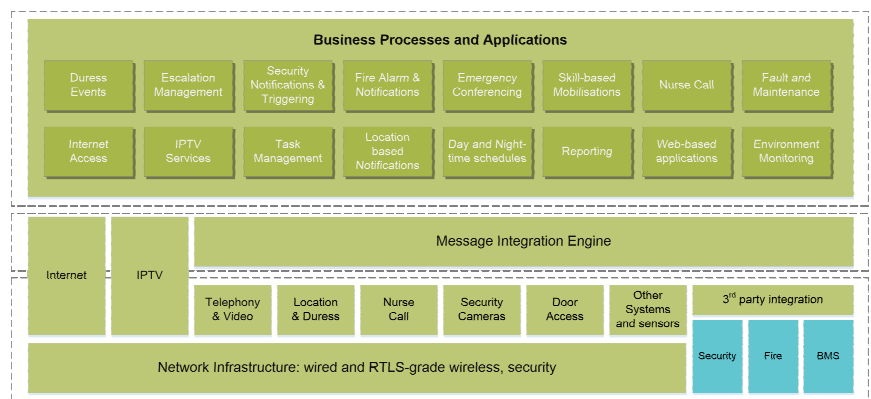 Business Processes and Applications
Duress
Events
Escalation
Management
Security
Notifications &
Triggering
Fire Alarm &
Notifications
Emergency
Conferencing
Skill-based
Mobilisations
Nurse Call
Fault and
Maintenance
Internet
Access
IPTV
Services
Task
Management
Location
based
Notifications
Day and Night-
time schedules
Reporting
Web-based
applications
Environment
Monitoring
Internet
IPTV
Message Integration Engine
Telephony
& Video
Location
& Duress
Nurse
Call
Security
Cameras
Door
Access
Other
Systems
and sensors
3rd party integration
Network Infrastructure: wired and RTLS-grade wireless, security
Security
Fire
BMS